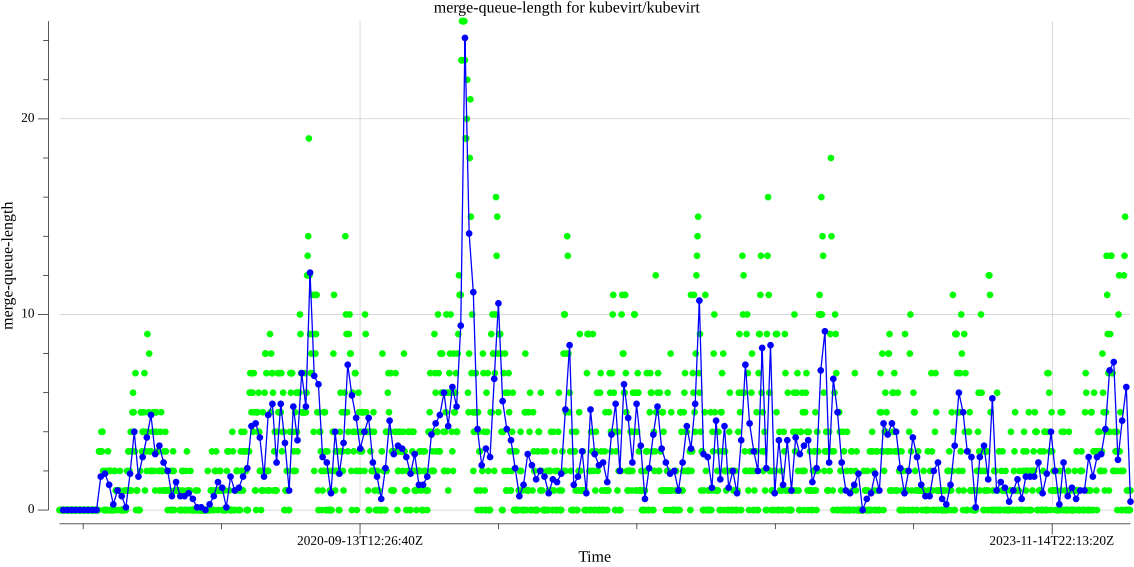 merge-queue-length for kubevirt/kubevirt
merge-queue-length
20
10
0
2020-09-13T12:26:40Z
2023-11-14T22:13:20Z
Time